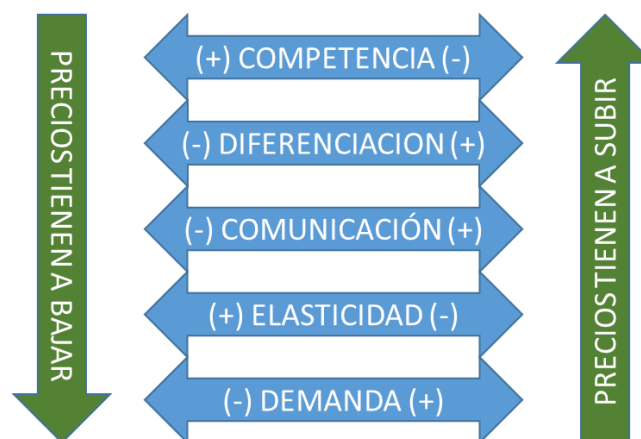 PRECIOS TIENEN A BAJAR
(+) COMPETENCIA (-)
(-) DIFERENCIACION (+)
(-) COMUNICACIÓN (+)
(+) ELASTICIDAD (-)
(-) DEMANDA (+)
PRECIOS TIENEN A SUBIR